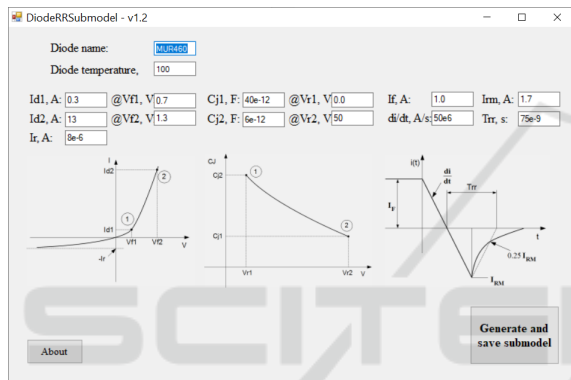 DiodeRRSubmodel - v1.2
Diode name: MUR460
Diode temperature, 100
Id1, A: 0.3 @Vf1, V 0.7 Cj1, F: 40e-12 @Vr1, V 0.0 If, A: 1.0 Irm, A: 1.7
Id2, A: 13 @Vf2, V 1.3 Cj2, F: 6e-12 @Vr2, V 50 di/dt, A/s: 50e6 Trr, s: 75e-9
Ir, A: 8e-6
I Id2 2 Id1 1 Vf1 Vf2 V -Ir
CJ Cj2 1 2 Cj1 Vr1 Vr2 V
i(t) di dt Trr IF t 0.25 IRM IRM
SCITE
Generate and
save submodel
About